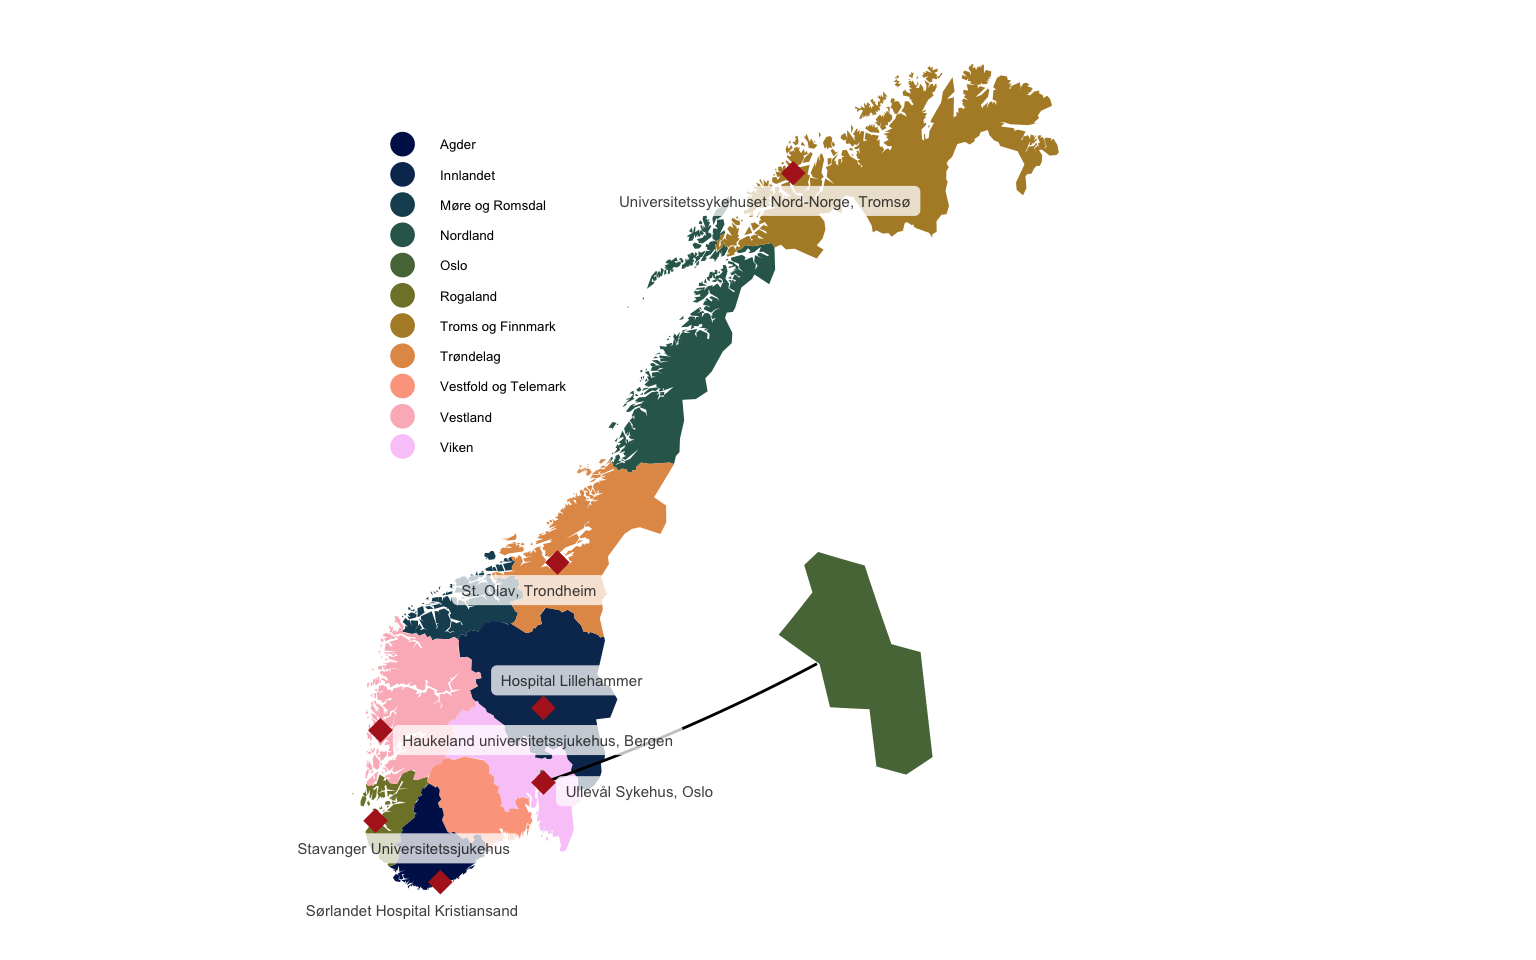 Agder
Innlandet
Møre og Romsdal
Nordland
Oslo
Rogaland
Troms og Finnmark
Trøndelag
Vestfold og Telemark
Vestland
Viken
Universitetssykehuset Nord-Norge, Tromsø
St. Olav, Trondheim
Hospital Lillehammer
Haukeland universitetssjukehus, Bergen
Ullevål Sykehus, Oslo
Stavanger Universitetssjukehus
Sørlandet Hospital Kristiansand